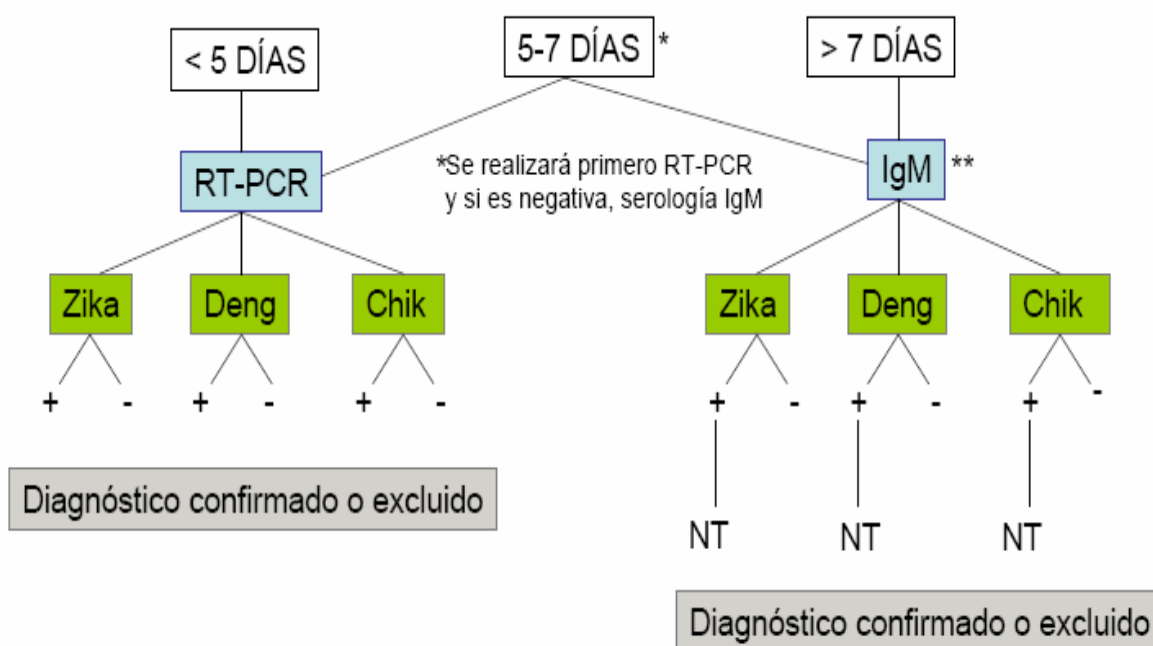 < 5 DÍAS
5-7 DÍAS *
> 7 DÍAS
RT-PCR
*Se realizará primero RT-PCR
y si es negativa, serología IgM
IgM **
Zika
Deng
Chik
Zika
Deng
Chik
+ - + - + -
+ - + - + -
Diagnóstico confirmado o excluido
NT NT NT
Diagnóstico confirmado o excluido